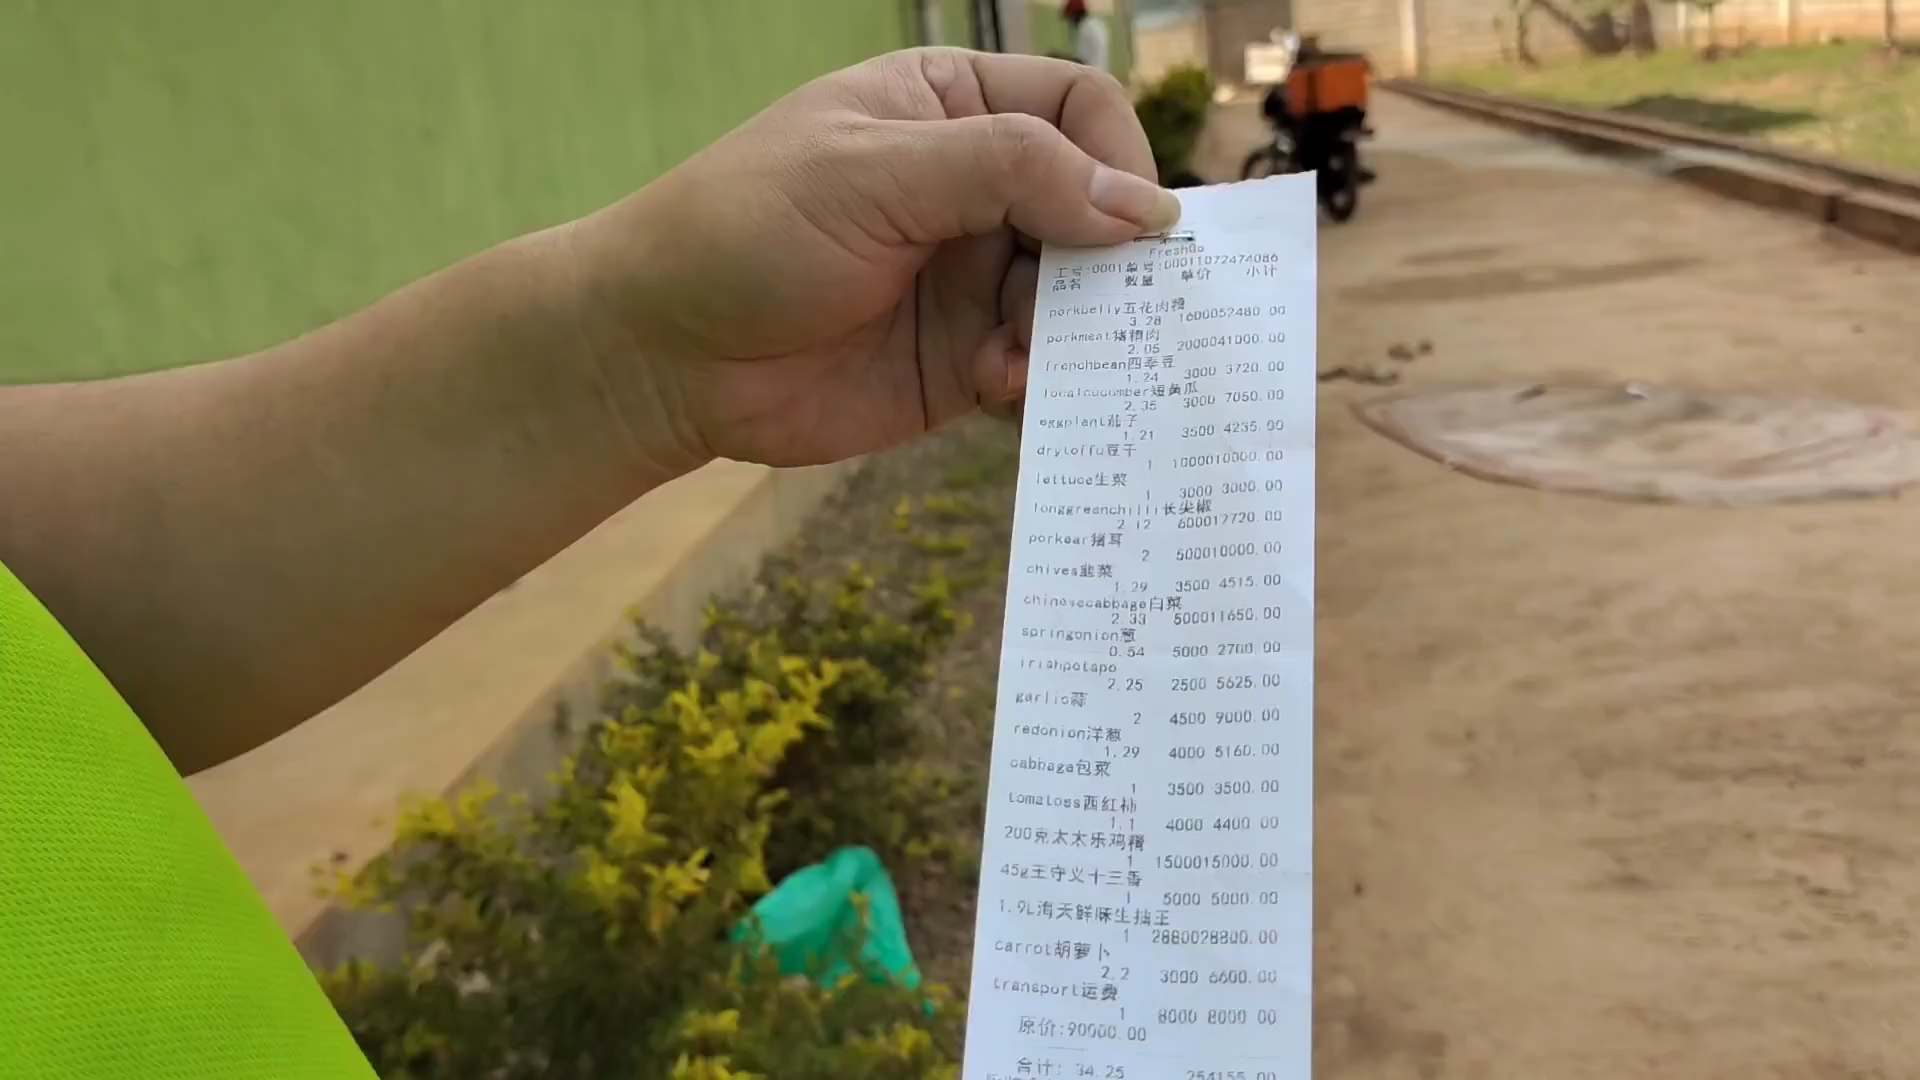 FreshGo
工号:0001单号:00011072474086
品名 数量 单价 小计
porkbelly五花肉精
3.28 1600052480.00
porkmeat猪精肉
2.05 2000041000.00
frenchbean四季豆
1.24 3000 3720.00
localcucumber短黄瓜
2.35 3000 7050.00
eggplant茄子
1.21 3500 4235.00
drytoffu豆干
1 1000010000.00
lettuce生菜
1 3000 3000.00
longgreenchilli长尖椒
2.12 600012720.00
porkear猪耳
2 500010000.00
chives韭菜
1.29 3500 4515.00
chinesecabbage白菜
2.33 500011650.00
springonion葱
0.54 5000 2700.00
irishpotapo
2.25 2500 5625.00
garlic蒜
2 4500 9000.00
redonion洋葱
1.29 4000 5160.00
cabbage包菜
1 3500 3500.00
tomatoss西红柿
1.1 4000 4400.00
200克太太乐鸡精
1 1500015000.00
45g王守义十三香
1 5000 5000.00
1.9L海天鲜味生抽王
1 2880028800.00
carrot胡萝卜
2.2 3000 6600.00
transport运费
1 8000 8000.00
原价:90000.00
合计: 34.25 254155.00